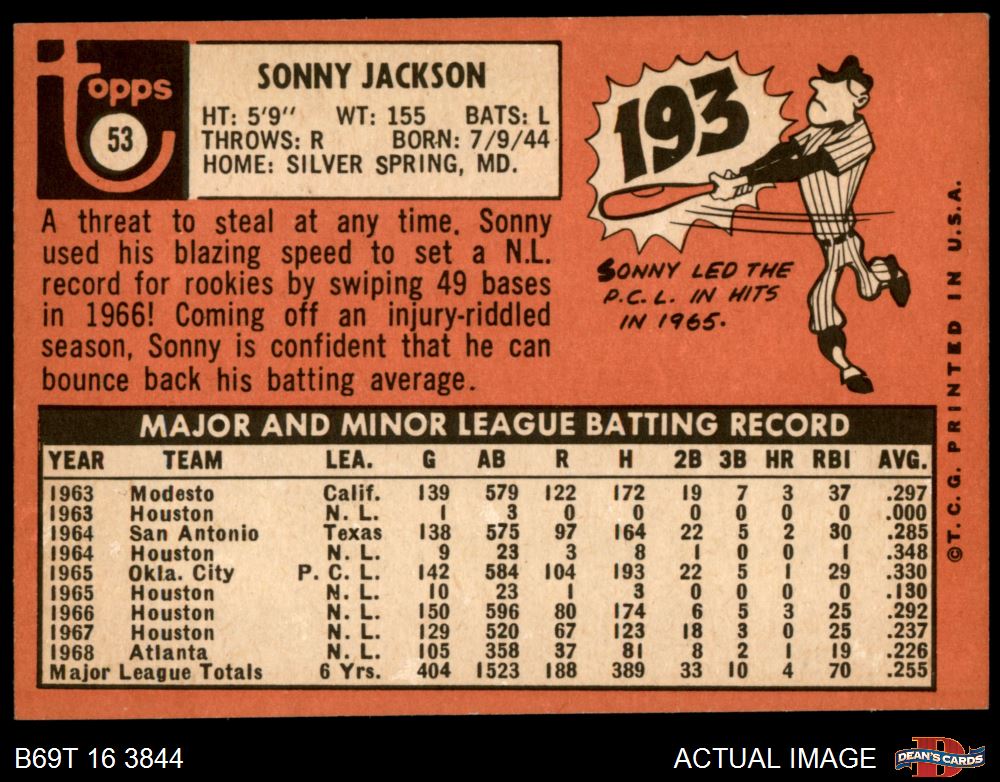 topps
53
SONNY JACKSON
HT: 5'9" WT: 155 BATS: L
THROWS: R BORN: 7/9/44
HOME: SILVER SPRING, MD.
A threat to steal at any time, Sonny
used his blazing speed to set a N.L.
record for rookies by swiping 49 bases
in 1966! Coming off an injury-riddled
season, Sonny is confident that he can
bounce back his batting average.
193
SONNY LED THE
P.C.L. IN HITS
IN 1965.
©T. C. G. PRINTED IN U.S.A.
MAJOR AND MINOR LEAGUE BATTING RECORD
YEAR TEAM LEA. G AB R H 2B 3B HR RBI AVG.
1963 Modesto Calif. 139 579 122 172 19 7 3 37 .297
1963 Houston N. L. 1 3 0 0 0 0 0 0 .000
1964 San Antonio Texas 138 575 97 164 22 5 2 30 .285
1964 Houston N. L. 9 23 3 8 1 0 0 1 .348
1965 Okla. City P. C. L. 142 584 104 193 22 5 1 29 .330
1965 Houston N. L. 10 23 1 3 0 0 0 0 .130
1966 Houston N. L. 150 596 80 174 6 5 3 25 .292
1967 Houston N. L. 129 520 67 123 18 3 0 25 .237
1968 Atlanta N. L. 105 358 37 81 8 2 1 19 .226
Major League Totals 6 Yrs. 404 1523 188 389 33 10 4 70 .255
B69T 16 3844
ACTUAL IMAGE
D
DEAN'S CARDS